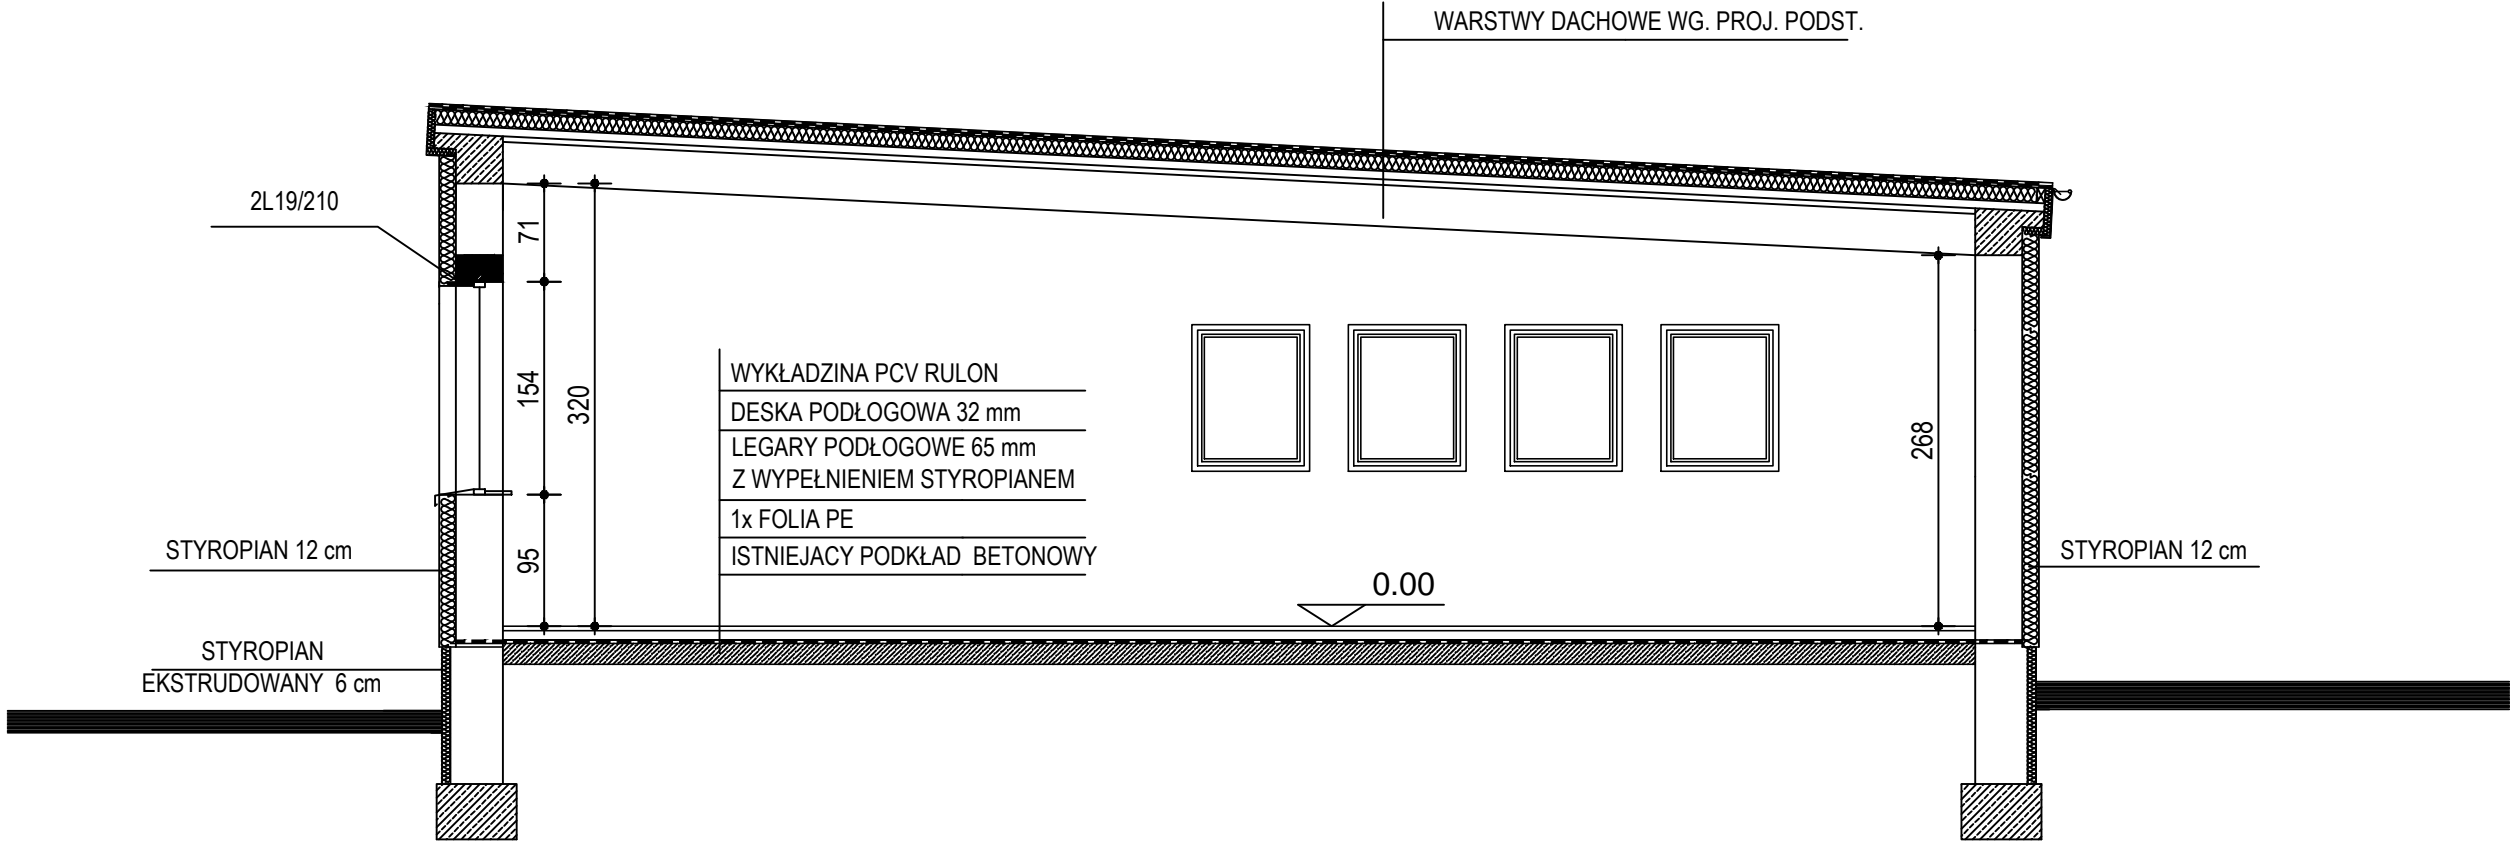 WARSTWY DACHOWE WG. PROJ. PODST.
2L19/210
71
154
320
95
268
WYKŁADZINA PCV RULON
DESKA PODŁOGOWA 32 mm
LEGARY PODŁOGOWE 65 mm
Z WYPEŁNIENIEM STYROPIANEM
1x FOLIA PE
ISTNIEJACY PODKŁAD BETONOWY
0.00
STYROPIAN 12 cm
STYROPIAN 12 cm
STYROPIAN
EKSTRUDOWANY 6 cm